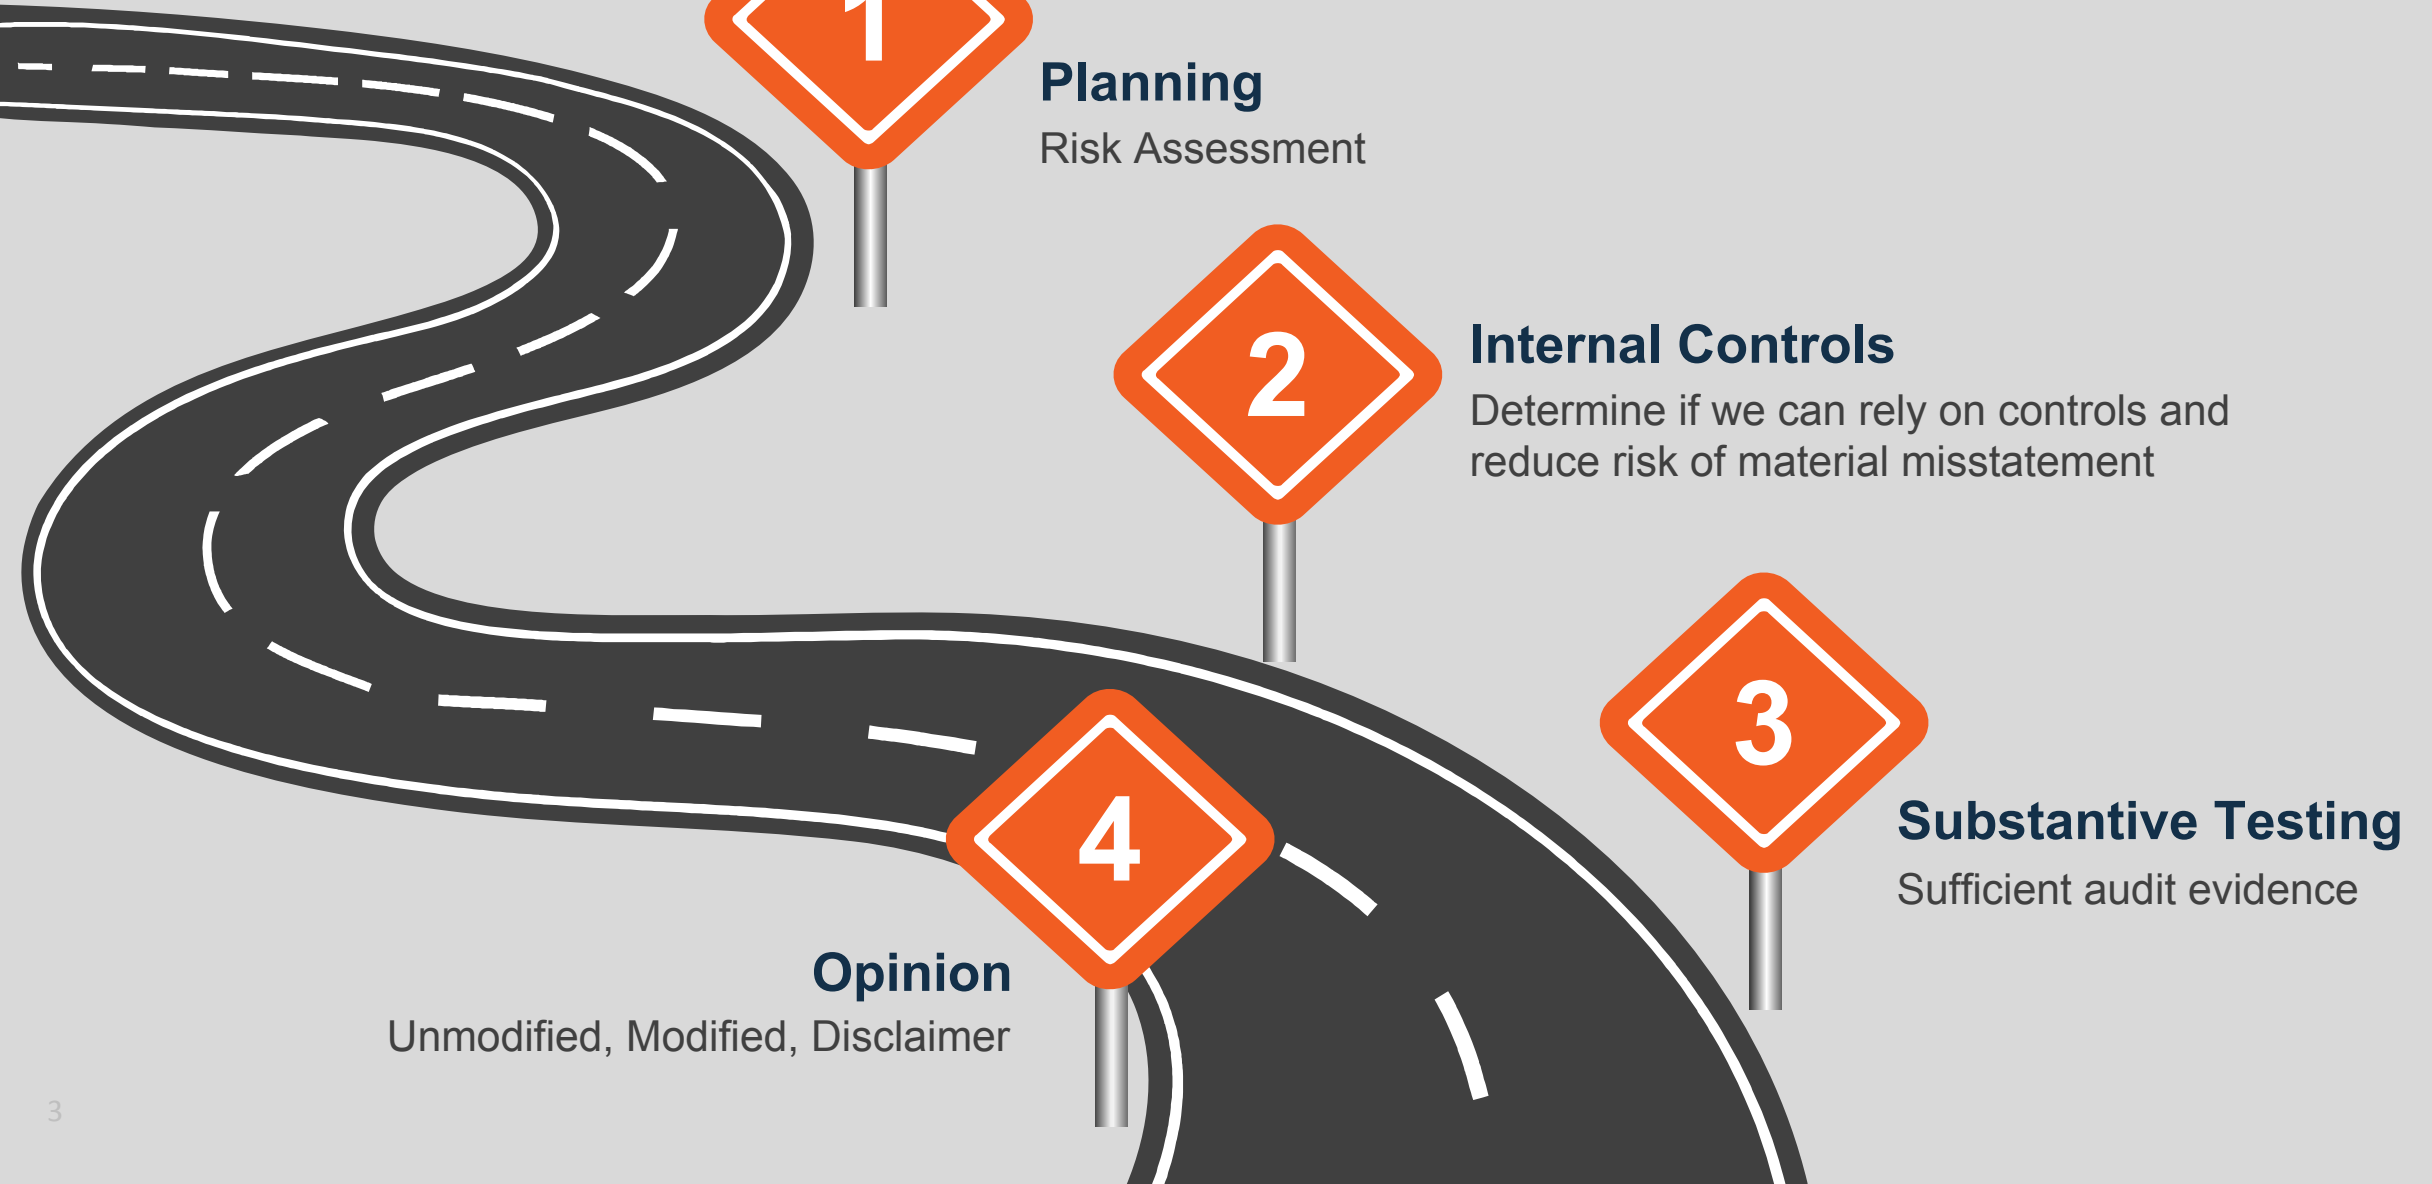 1
Planning
Risk Assessment
2
Internal Controls
Determine if we can rely on controls and
reduce risk of material misstatement
3
Substantive Testing
Sufficient audit evidence
4
Opinion
Unmodified, Modified, Disclaimer
3